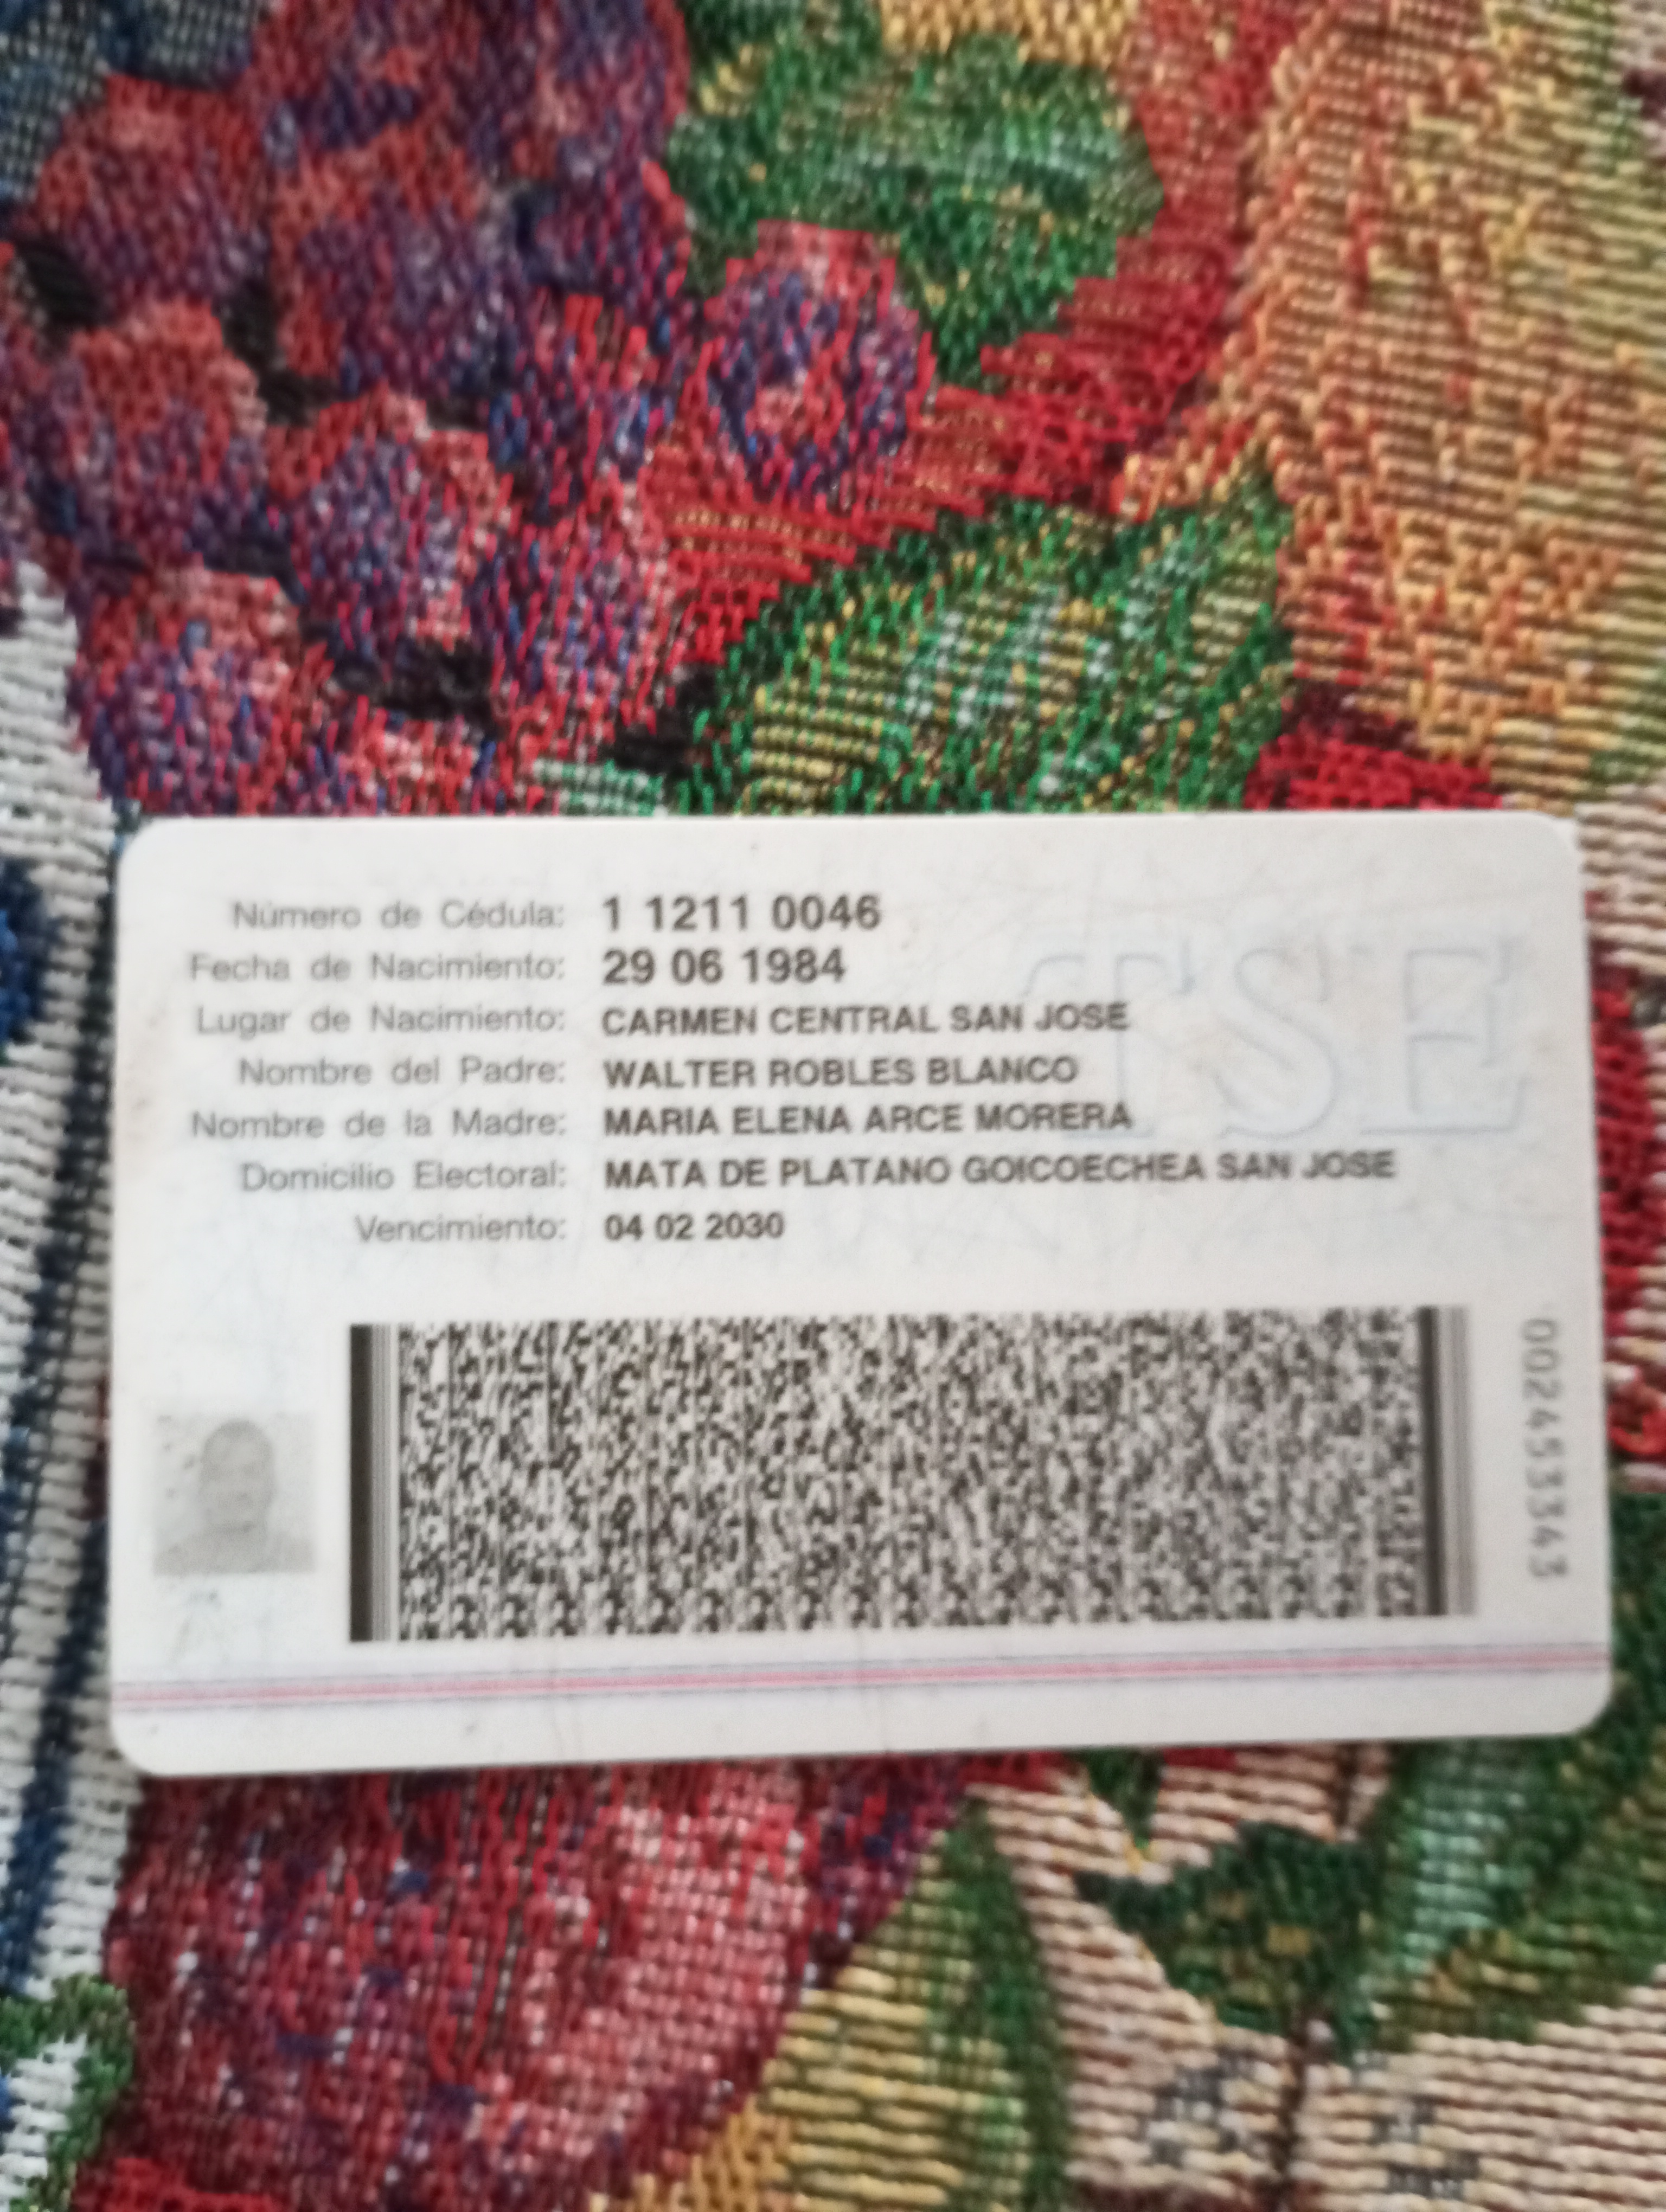 Número de Cédula: 1 1211 0046
Fecha de Nacimiento: 29 06 1984
Lugar de Nacimiento: CARMEN CENTRAL SAN JOSE
Nombre del Padre: WALTER ROBLES BLANCO
Nombre de la Madre: MARIA ELENA ARCE MORERA
Domicilio Electoral: MATA DE PLATANO GOICOECHEA SAN JOSE
Vencimiento: 04 02 2030
TSE
002453343